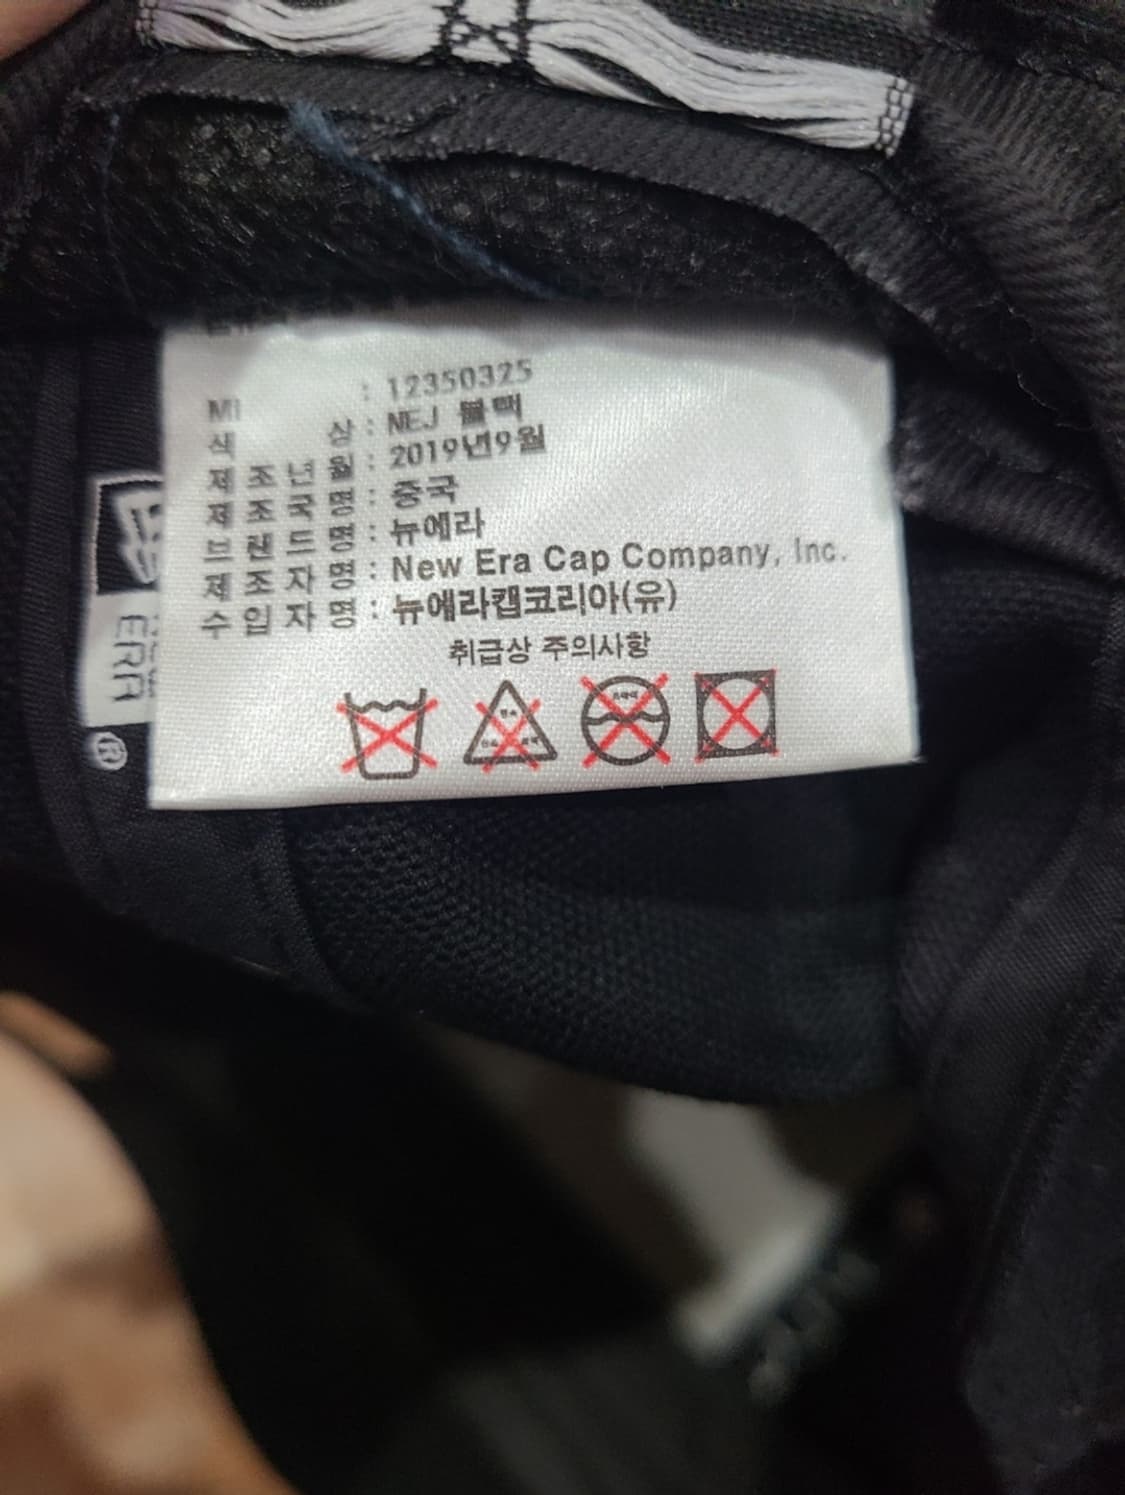 MI : 12350325
색 상 : NEJ 블랙
제 조 년 월 : 2019년9월
제 조 국 명 : 중국
브 랜 드 명 : 뉴에라
제 조 자 명 : New Era Cap Company, Inc.
수 입 자 명 : 뉴에라캡코리아(유)
취급상 주의사항
ERA
®